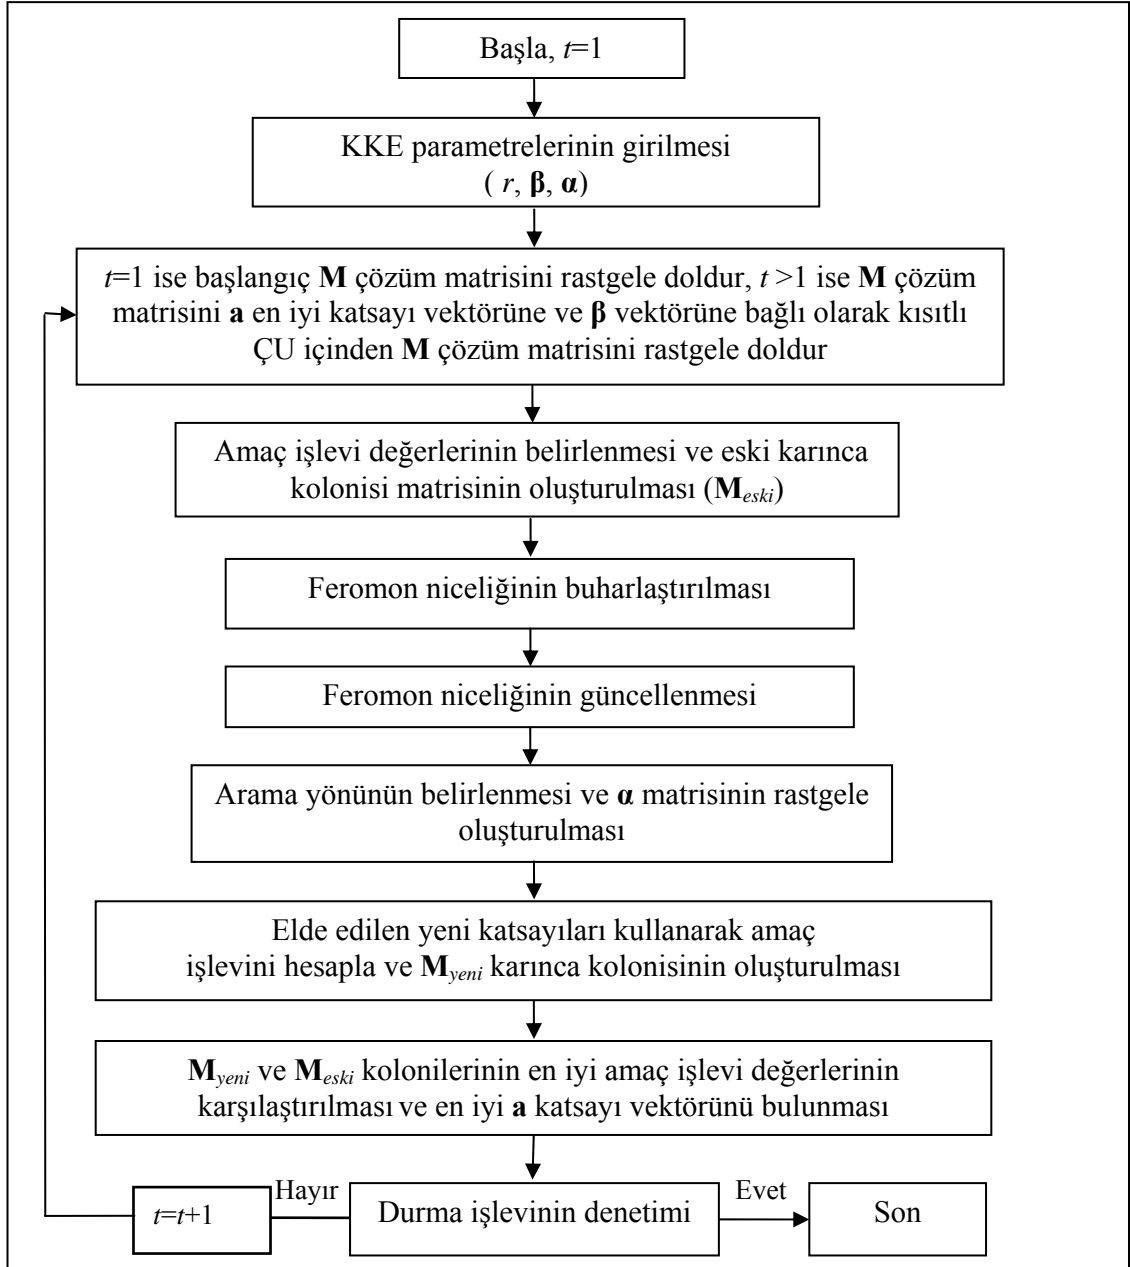 Başla, t=1
KKE parametrelerinin girilmesi
( r, β, α)
t=1 ise başlangıç M çözüm matrisini rastgele doldur, t >1 ise M çözüm
matrisini a en iyi katsayı vektörüne ve β vektörüne bağlı olarak kısıtlı
ÇU içinden M çözüm matrisini rastgele doldur
Amaç işlevi değerlerinin belirlenmesi ve eski karınca
kolonisi matrisinin oluşturulması (Meski)
Feromon niceliğinin buharlaştırılması
Feromon niceliğinin güncellenmesi
Arama yönünün belirlenmesi ve α matrisinin rastgele
oluşturulması
Elde edilen yeni katsayıları kullanarak amaç
işlevini hesapla ve Myeni karınca kolonisinin oluşturulması
Myeni ve Meski kolonilerinin en iyi amaç işlevi değerlerinin
karşılaştırılması ve en iyi a katsayı vektörünü bulunması
t=t+1
Hayır
Durma işlevinin denetimi
Evet
Son